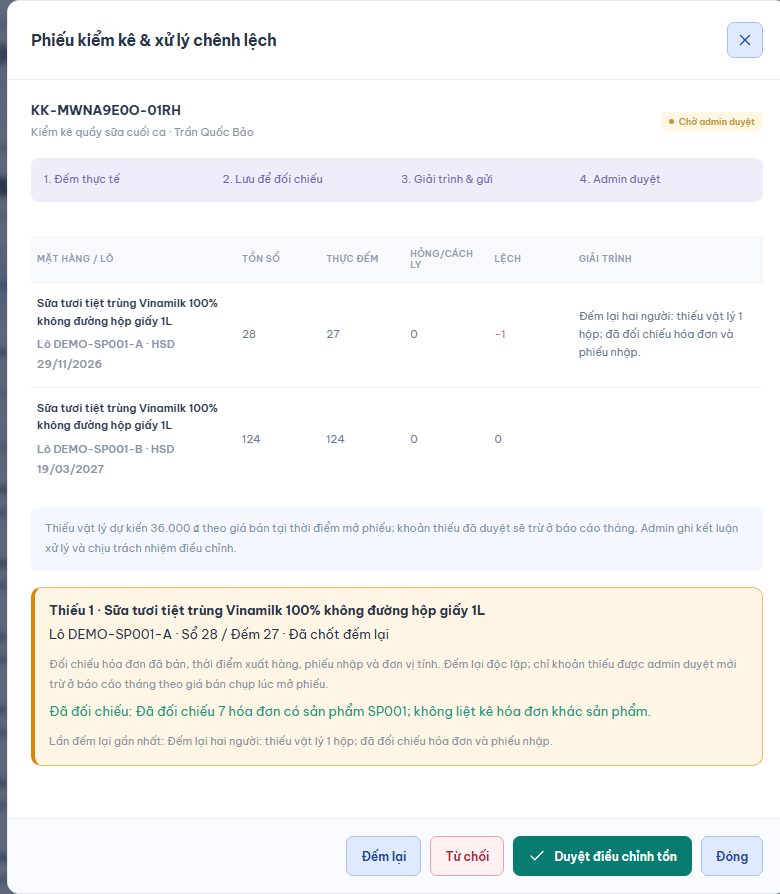 Phiếu kiểm kê & xử lý chênh lệch
KK-MWNA9E0O-01RH
Kiểm kê quầy sữa cuối ca · Trần Quốc Bảo
Chờ admin duyệt
1. Đếm thực tế
2. Lưu để đối chiếu
3. Giải trình & gửi
4. Admin duyệt
MẶT HÀNG / LÔ
TỒN SỔ
THỰC ĐẾM
HỎNG/CÁCH
LY
LỆCH
GIẢI TRÌNH
Sữa tươi tiệt trùng Vinamilk 100%
không đường hộp giấy 1L
Lô DEMO-SP001-A · HSD
29/11/2026
28
27
0
-1
Đếm lại hai người: thiếu vật lý 1
hộp; đã đối chiếu hóa đơn và
phiếu nhập.
Sữa tươi tiệt trùng Vinamilk 100%
không đường hộp giấy 1L
Lô DEMO-SP001-B · HSD
19/03/2027
124
124
0
0
Thiếu vật lý dự kiến 36.000 ₫ theo giá bán tại thời điểm mở phiếu; khoản thiếu đã duyệt sẽ trừ ở báo cáo tháng. Admin ghi kết luận
xử lý và chịu trách nhiệm điều chỉnh.
Thiếu 1 · Sữa tươi tiệt trùng Vinamilk 100% không đường hộp giấy 1L
Lô DEMO-SP001-A · Sổ 28 / Đếm 27 · Đã chốt đếm lại
Đối chiếu hóa đơn đã bán, thời điểm xuất hàng, phiếu nhập và đơn vị tính. Đếm lại độc lập; chỉ khoản thiếu được admin duyệt mới
trừ ở báo cáo tháng theo giá bán chụp lúc mở phiếu.
Đã đối chiếu: Đã đối chiếu 7 hóa đơn có sản phẩm SP001; không liệt kê hóa đơn khác sản phẩm.
Lần đếm lại gần nhất: Đếm lại hai người: thiếu vật lý 1 hộp; đã đối chiếu hóa đơn và phiếu nhập.
Đếm lại
Từ chối
Duyệt điều chỉnh tồn
Đóng